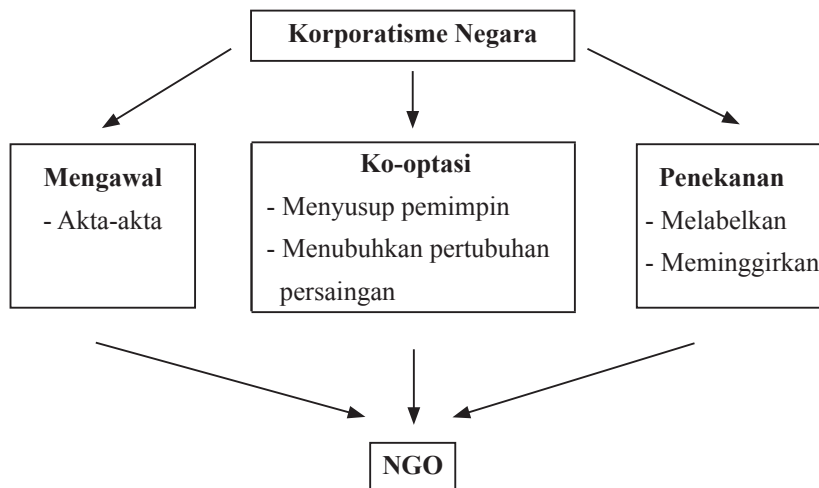 Korporatisme Negara
Mengawal
- Akta-akta
Ko-optasi
- Menyusup pemimpin
- Menubuhkan pertubuhan
persaingan
Penekanan
- Melabelkan
- Meminggirkan
NGO